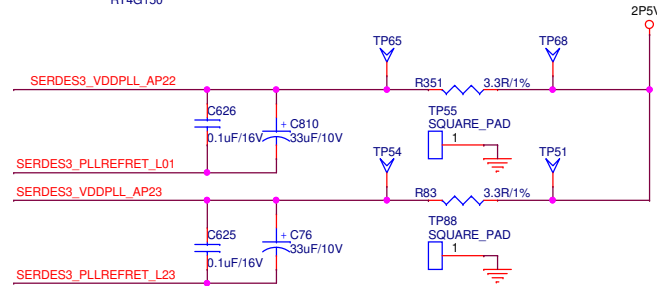 RT4G150
2P5V
TP65
TP68
SERDES3_VDDPLL_AP22
R351
3.3R/1%
C626
0.1uF/16V
+
C810
33uF/10V
TP55
SQUARE_PAD
1
SERDES3_PLLREFRET_L01
TP54
TP51
SERDES3_VDDPLL_AP23
R83
3.3R/1%
C625
0.1uF/16V
+
C76
33uF/10V
TP88
SQUARE_PAD
1
SERDES3_PLLREFRET_L23